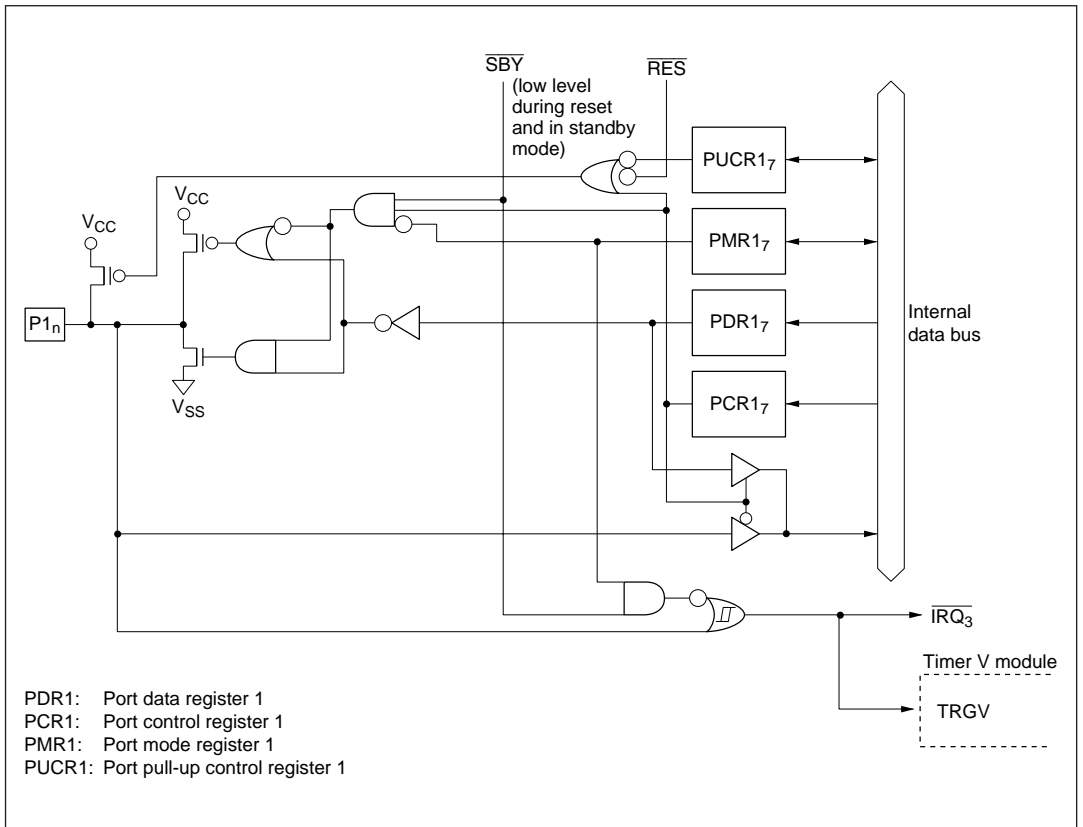 SBY
(low level
during reset
and in standby
mode)
RES
PUCR1₇
VCC
VCC
PMR1₇
P1ₙ
PDR1₇
Internal
data bus
VSS
PCR1₇
IRQ₃
Timer V module
TRGV
PDR1: Port data register 1
PCR1: Port control register 1
PMR1: Port mode register 1
PUCR1: Port pull-up control register 1